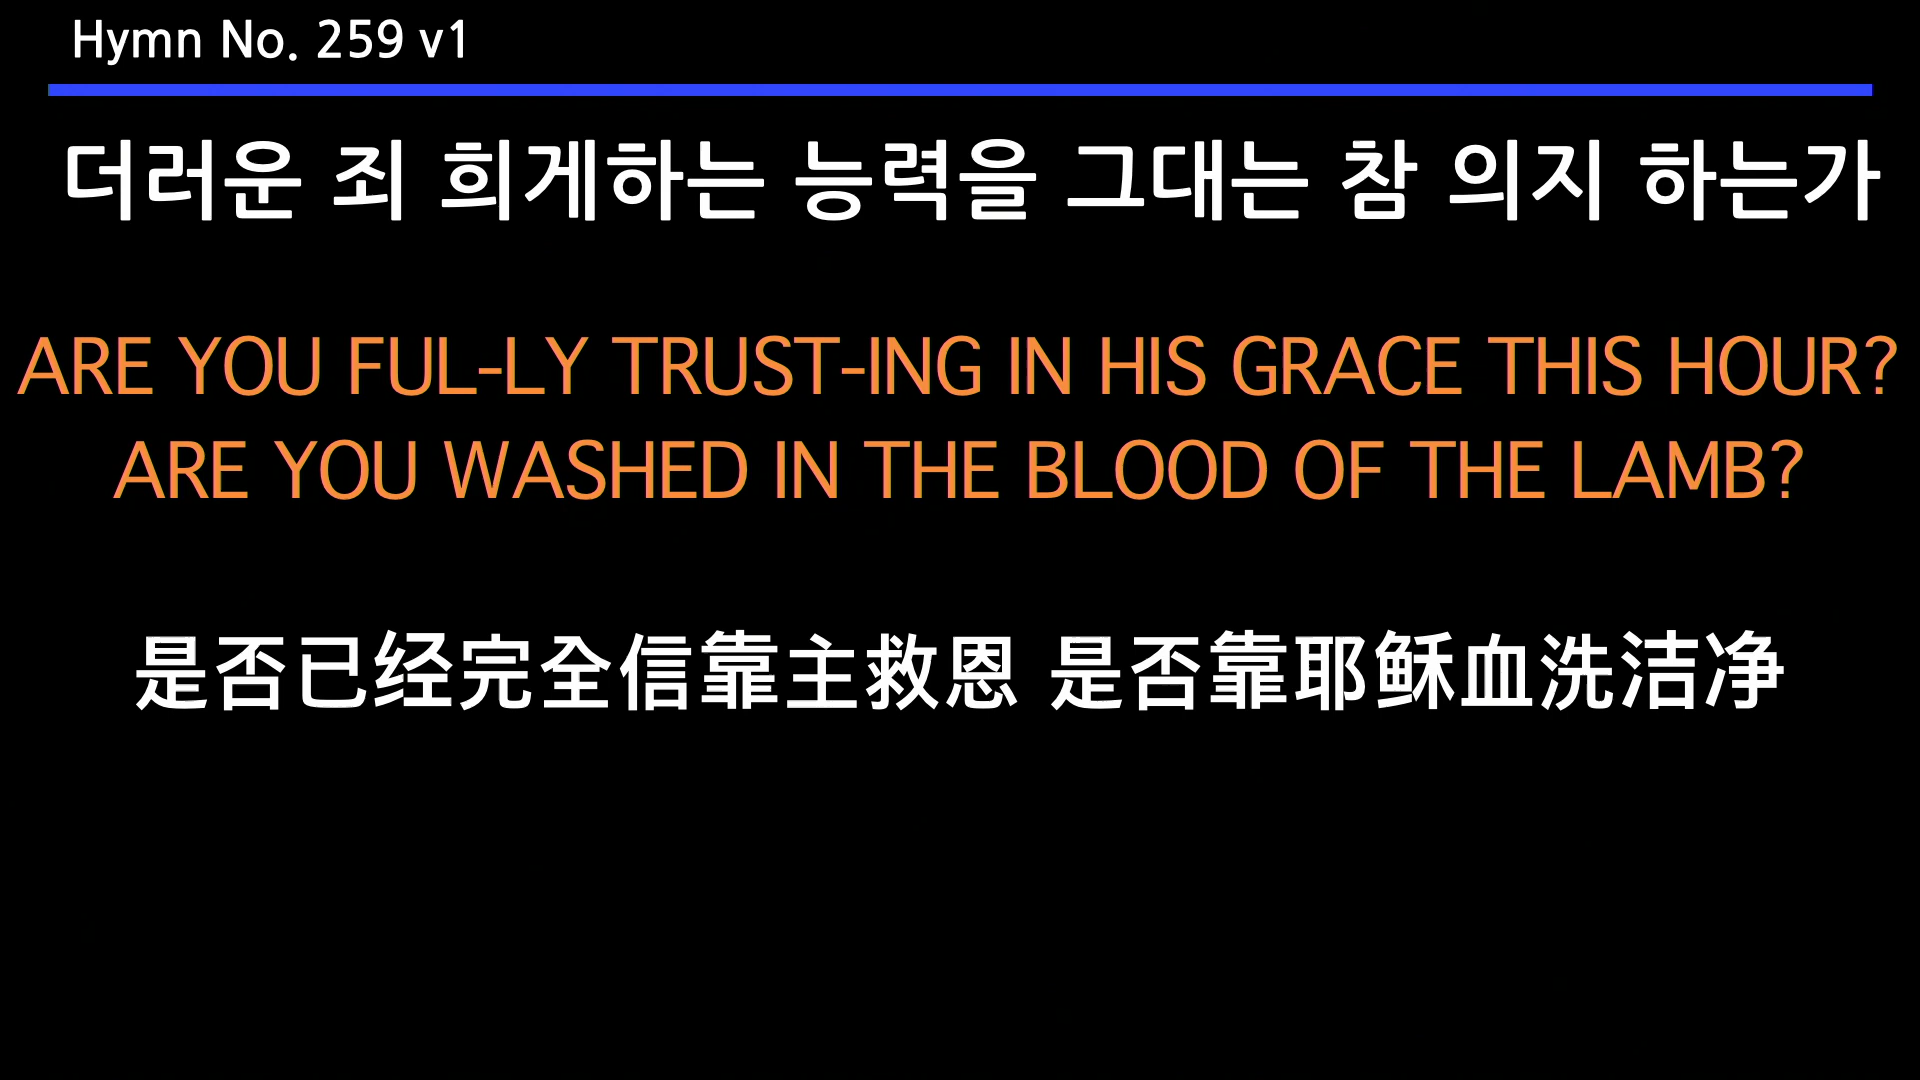 Hymn No. 259 v1
더러운 죄 희게하는 능력을 그대는 참 의지 하는가
ARE YOU FUL-LY TRUST-ING IN HIS GRACE THIS HOUR?
ARE YOU WASHED IN THE BLOOD OF THE LAMB?
是否已经完全信靠主救恩 是否靠耶稣血洗洁净